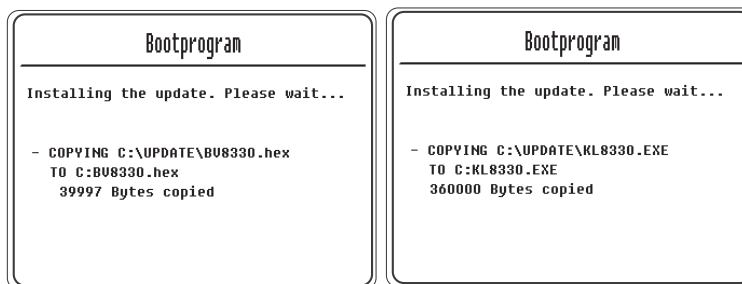 Bootprogram
Installing the update. Please wait...
- COPYING C:\UPDATE\BV8330.hex
TO C:BV8330.hex
39997 Bytes copied
Bootprogram
Installing the update. Please wait...
- COPYING C:\UPDATE\KL8330.EXE
TO C:KL8330.EXE
360000 Bytes copied